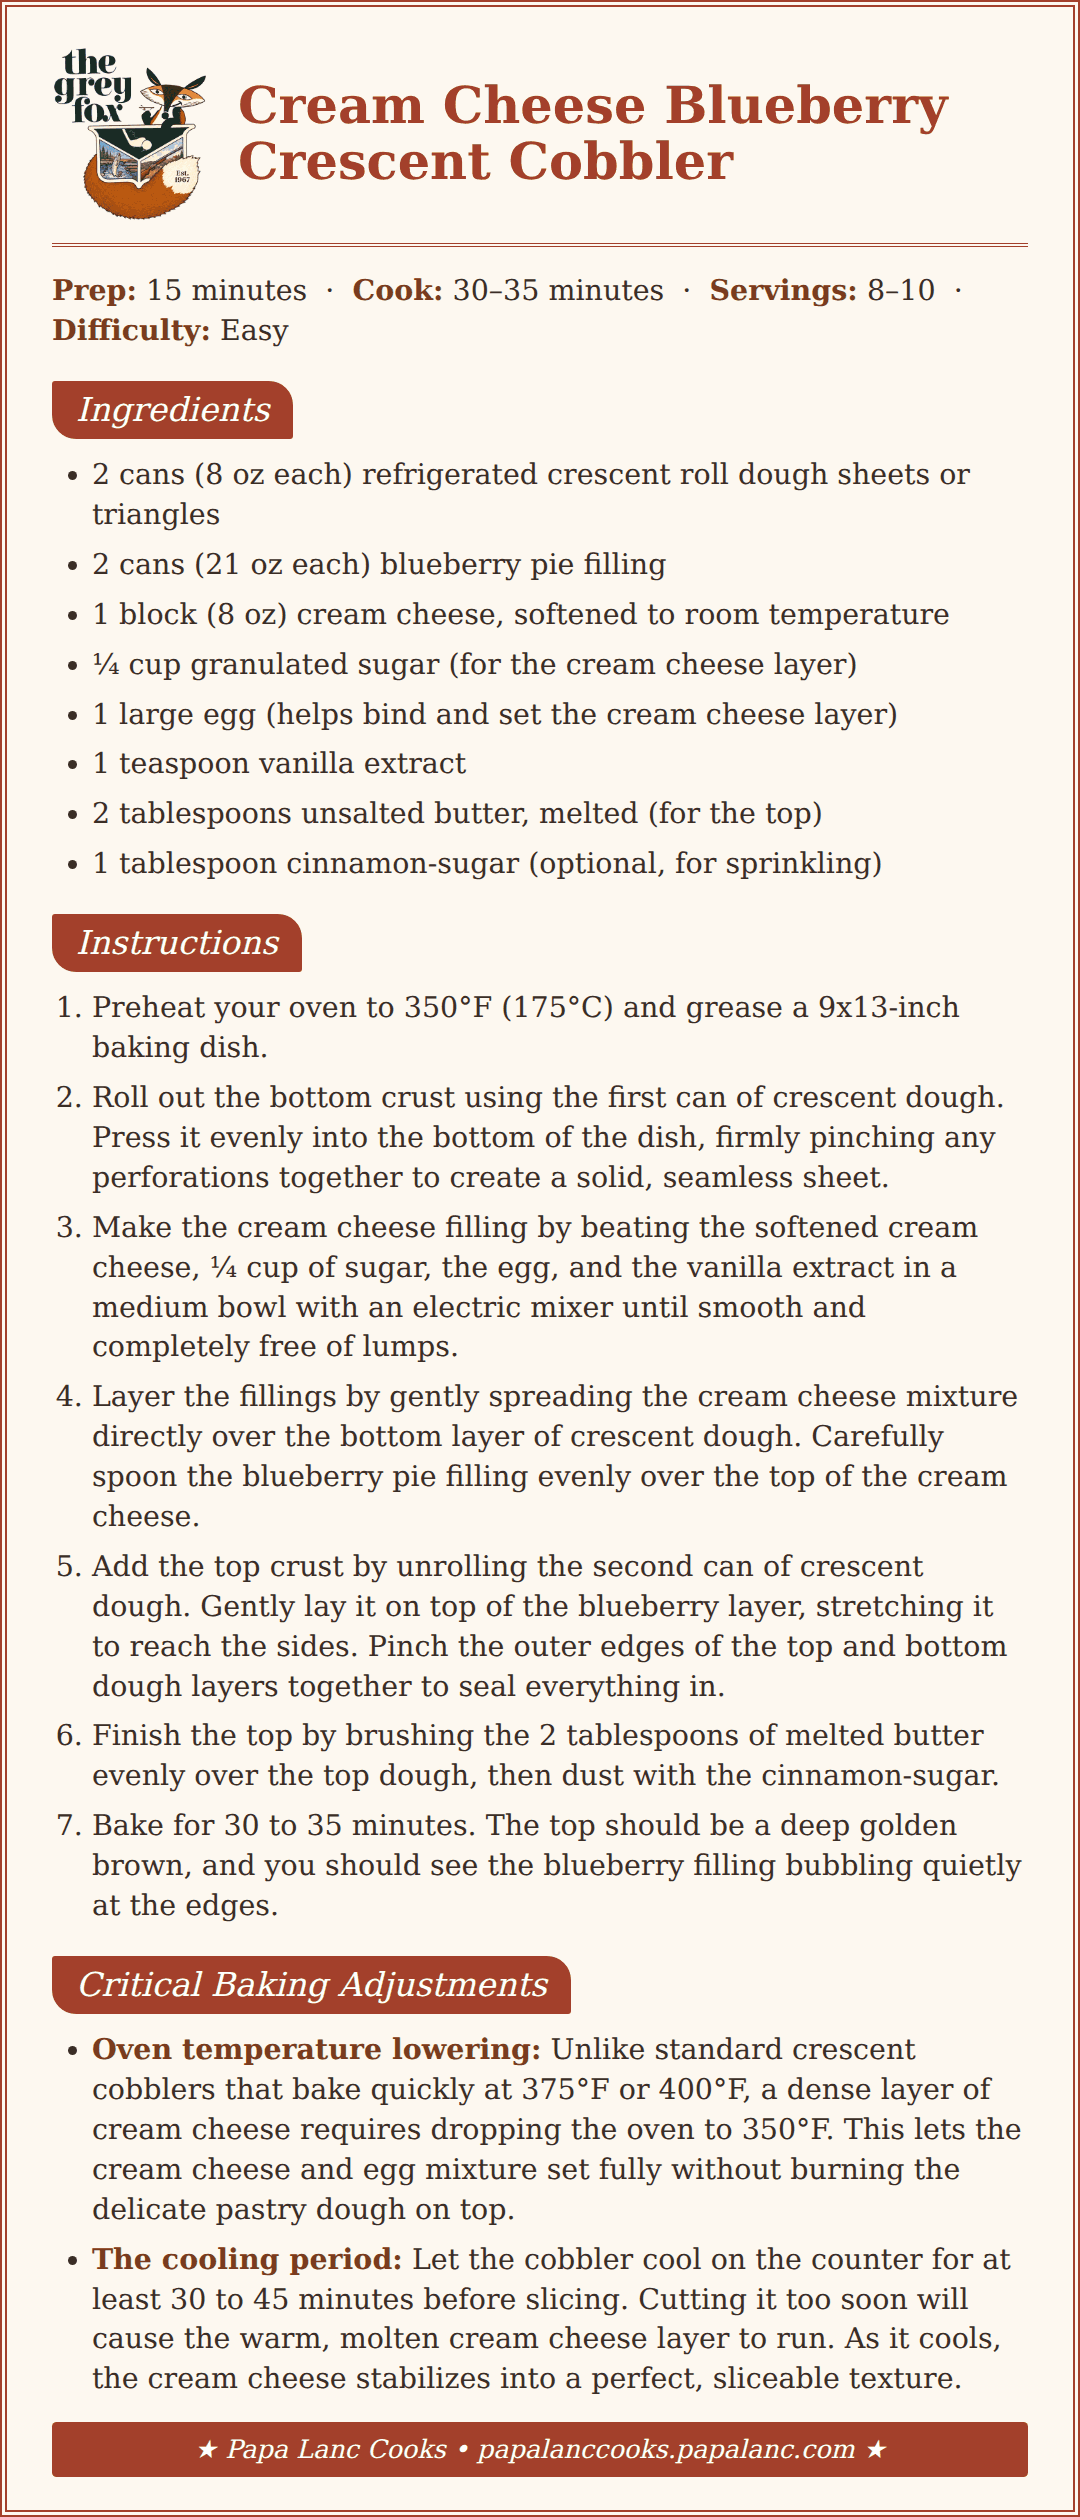 the
grey
fox
Est.
1967
Cream Cheese Blueberry
Crescent Cobbler
Prep: 15 minutes · Cook: 30–35 minutes · Servings: 8–10 ·
Difficulty: Easy
Ingredients
• 2 cans (8 oz each) refrigerated crescent roll dough sheets or
triangles
• 2 cans (21 oz each) blueberry pie filling
• 1 block (8 oz) cream cheese, softened to room temperature
• ¼ cup granulated sugar (for the cream cheese layer)
• 1 large egg (helps bind and set the cream cheese layer)
• 1 teaspoon vanilla extract
• 2 tablespoons unsalted butter, melted (for the top)
• 1 tablespoon cinnamon-sugar (optional, for sprinkling)
Instructions
1. Preheat your oven to 350°F (175°C) and grease a 9x13-inch
baking dish.
2. Roll out the bottom crust using the first can of crescent dough.
Press it evenly into the bottom of the dish, firmly pinching any
perforations together to create a solid, seamless sheet.
3. Make the cream cheese filling by beating the softened cream
cheese, ¼ cup of sugar, the egg, and the vanilla extract in a
medium bowl with an electric mixer until smooth and
completely free of lumps.
4. Layer the fillings by gently spreading the cream cheese mixture
directly over the bottom layer of crescent dough. Carefully
spoon the blueberry pie filling evenly over the top of the cream
cheese.
5. Add the top crust by unrolling the second can of crescent
dough. Gently lay it on top of the blueberry layer, stretching it
to reach the sides. Pinch the outer edges of the top and bottom
dough layers together to seal everything in.
6. Finish the top by brushing the 2 tablespoons of melted butter
evenly over the top dough, then dust with the cinnamon-sugar.
7. Bake for 30 to 35 minutes. The top should be a deep golden
brown, and you should see the blueberry filling bubbling quietly
at the edges.
Critical Baking Adjustments
• Oven temperature lowering: Unlike standard crescent
cobblers that bake quickly at 375°F or 400°F, a dense layer of
cream cheese requires dropping the oven to 350°F. This lets the
cream cheese and egg mixture set fully without burning the
delicate pastry dough on top.
• The cooling period: Let the cobbler cool on the counter for at
least 30 to 45 minutes before slicing. Cutting it too soon will
cause the warm, molten cream cheese layer to run. As it cools,
the cream cheese stabilizes into a perfect, sliceable texture.
★ Papa Lanc Cooks • papalanccooks.papalanc.com ★